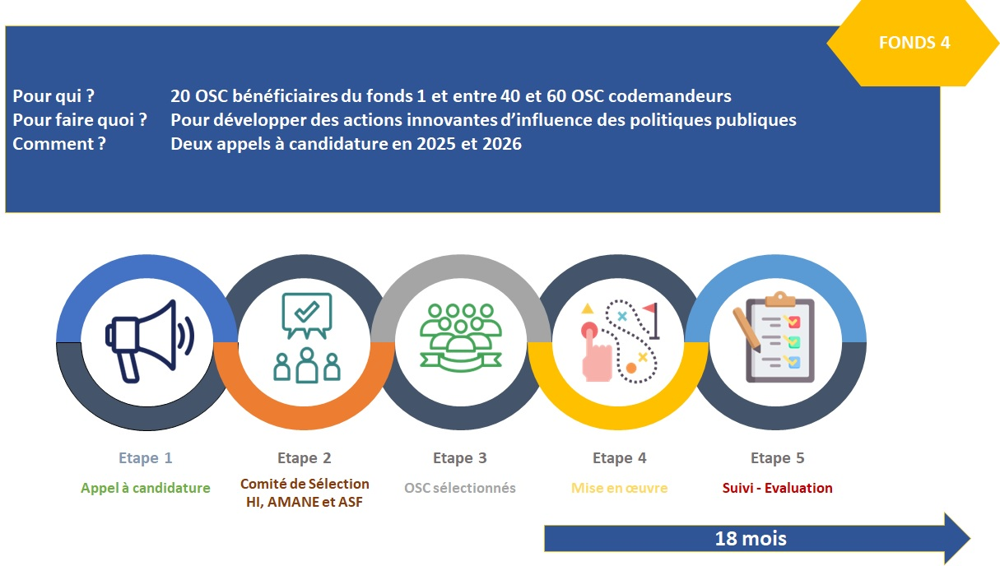 FONDS 4
Pour qui ? 20 OSC bénéficiaires du fonds 1 et entre 40 et 60 OSC codemandeurs
Pour faire quoi ? Pour développer des actions innovantes d’influence des politiques publiques
Comment ? Deux appels à candidature en 2025 et 2026
Etape 1
Appel à candidature
Etape 2
Comité de Sélection
HI, AMANE et ASF
Etape 3
OSC sélectionnés
Etape 4
Mise en œuvre
Etape 5
Suivi - Evaluation
18 mois